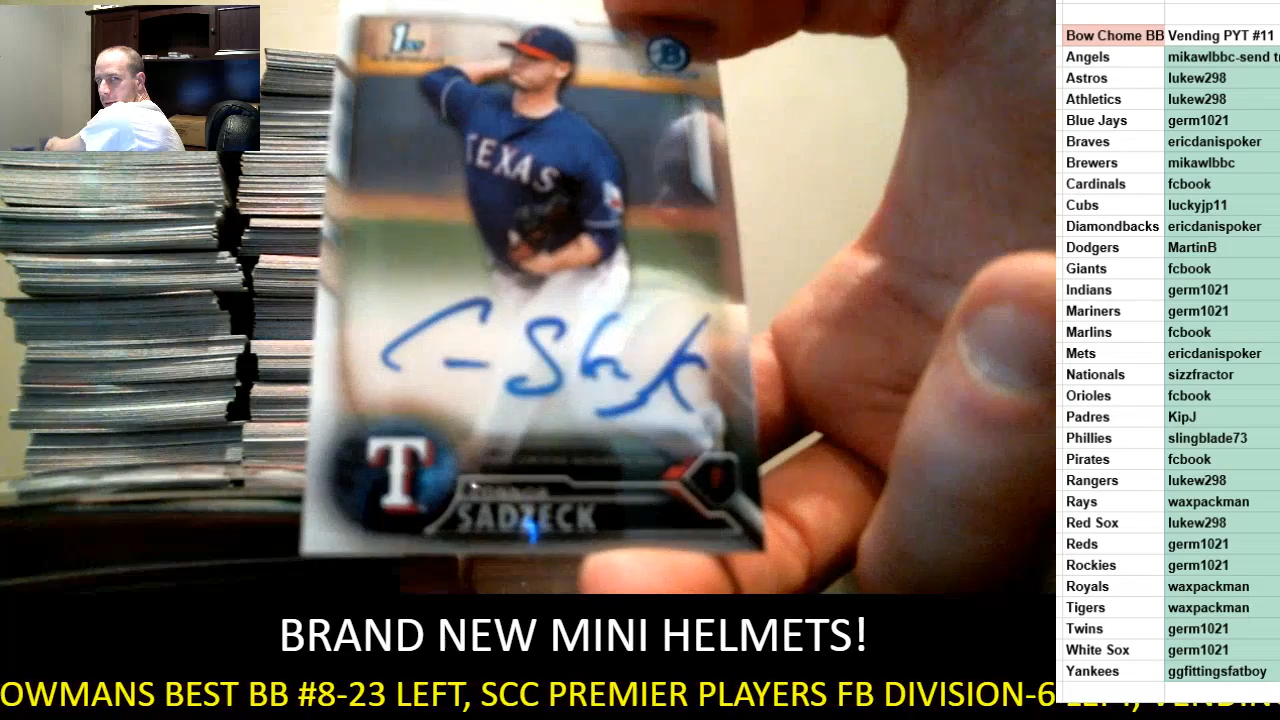 1st
TEXAS
T
SADZECK
BRAND NEW MINI HELMETS!
OWMANS BEST BB #8-23 LEFT, SCC PREMIER PLAYERS FB DIVISION-6 LEFT, VENDIN
Bow Chome BB Vending PYT #11
Angels mikawlbbc-send tr
Astros lukew298
Athletics lukew298
Blue Jays germ1021
Braves ericdanispoker
Brewers mikawlbbc
Cardinals fcbook
Cubs luckyjp11
Diamondbacks ericdanispoker
Dodgers MartinB
Giants fcbook
Indians germ1021
Mariners germ1021
Marlins fcbook
Mets ericdanispoker
Nationals sizzfractor
Orioles fcbook
Padres KipJ
Phillies slingblade73
Pirates fcbook
Rangers lukew298
Rays waxpackman
Red Sox lukew298
Reds germ1021
Rockies germ1021
Royals waxpackman
Tigers waxpackman
Twins germ1021
White Sox germ1021
Yankees ggfittingsfatboy